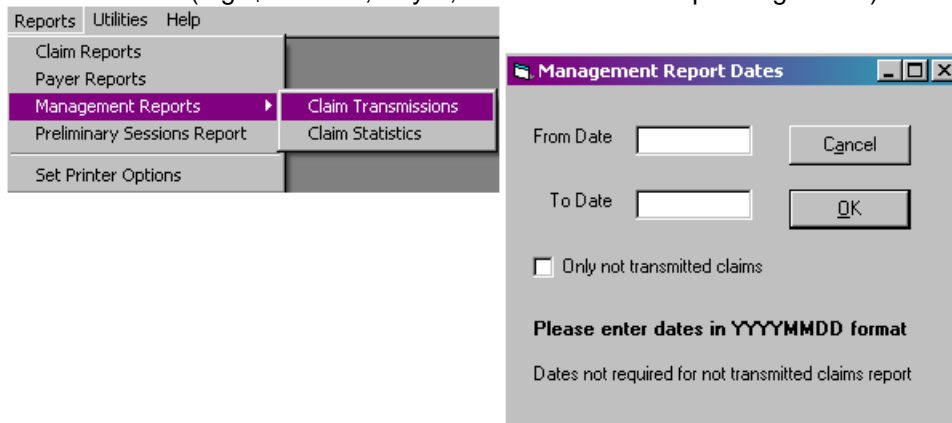 Reports Utilities Help
Claim Reports
Payer Reports
Management Reports
Preliminary Sessions Report
Set Printer Options
Claim Transmissions
Claim Statistics
Management Report Dates
From Date
Cancel
To Date
OK
Only not transmitted claims
Please enter dates in YYYYMMDD format
Dates not required for not transmitted claims report